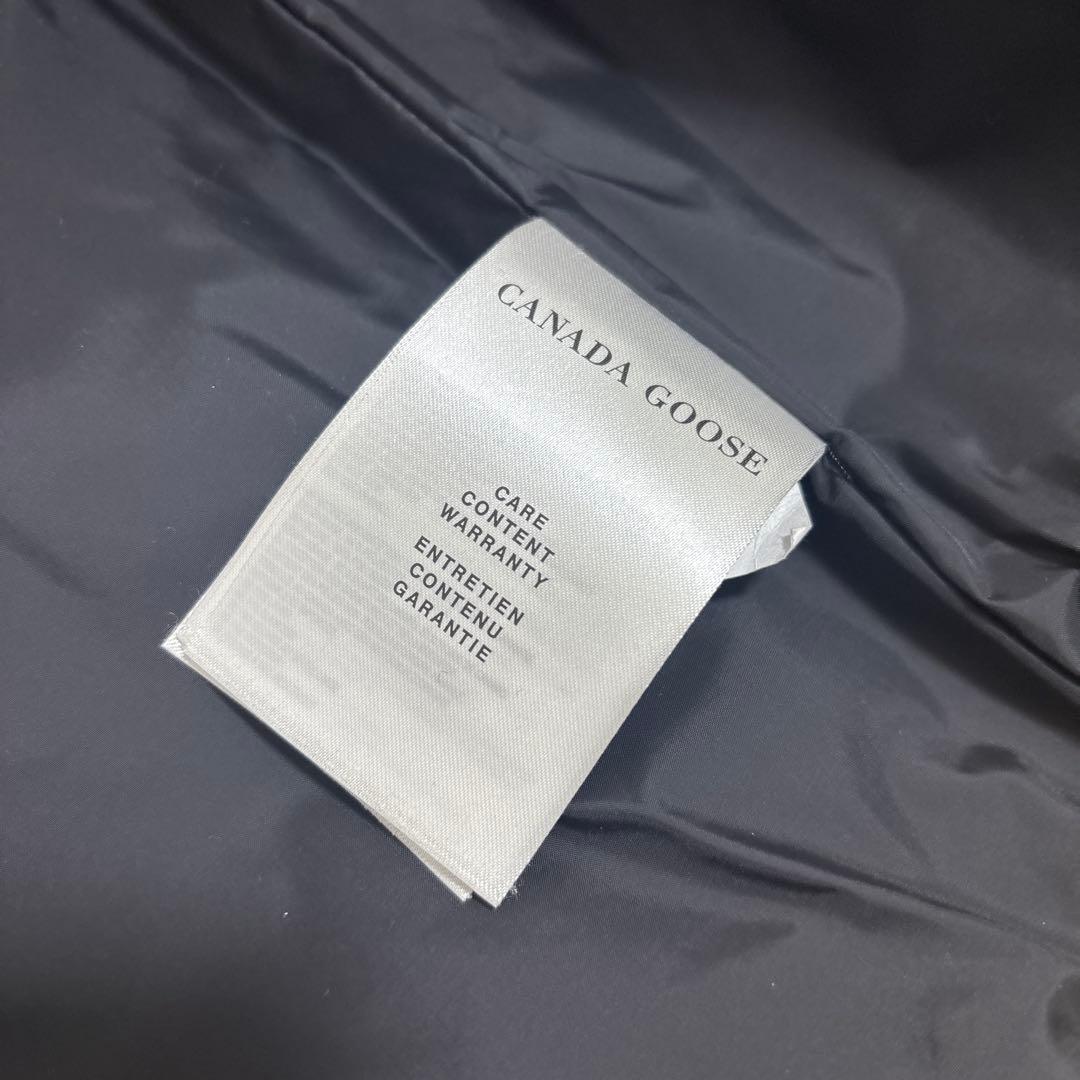 CANADA GOOSE
CARE
CONTENT
WARRANTY
ENTRETIEN
CONTENU
GARANTIE